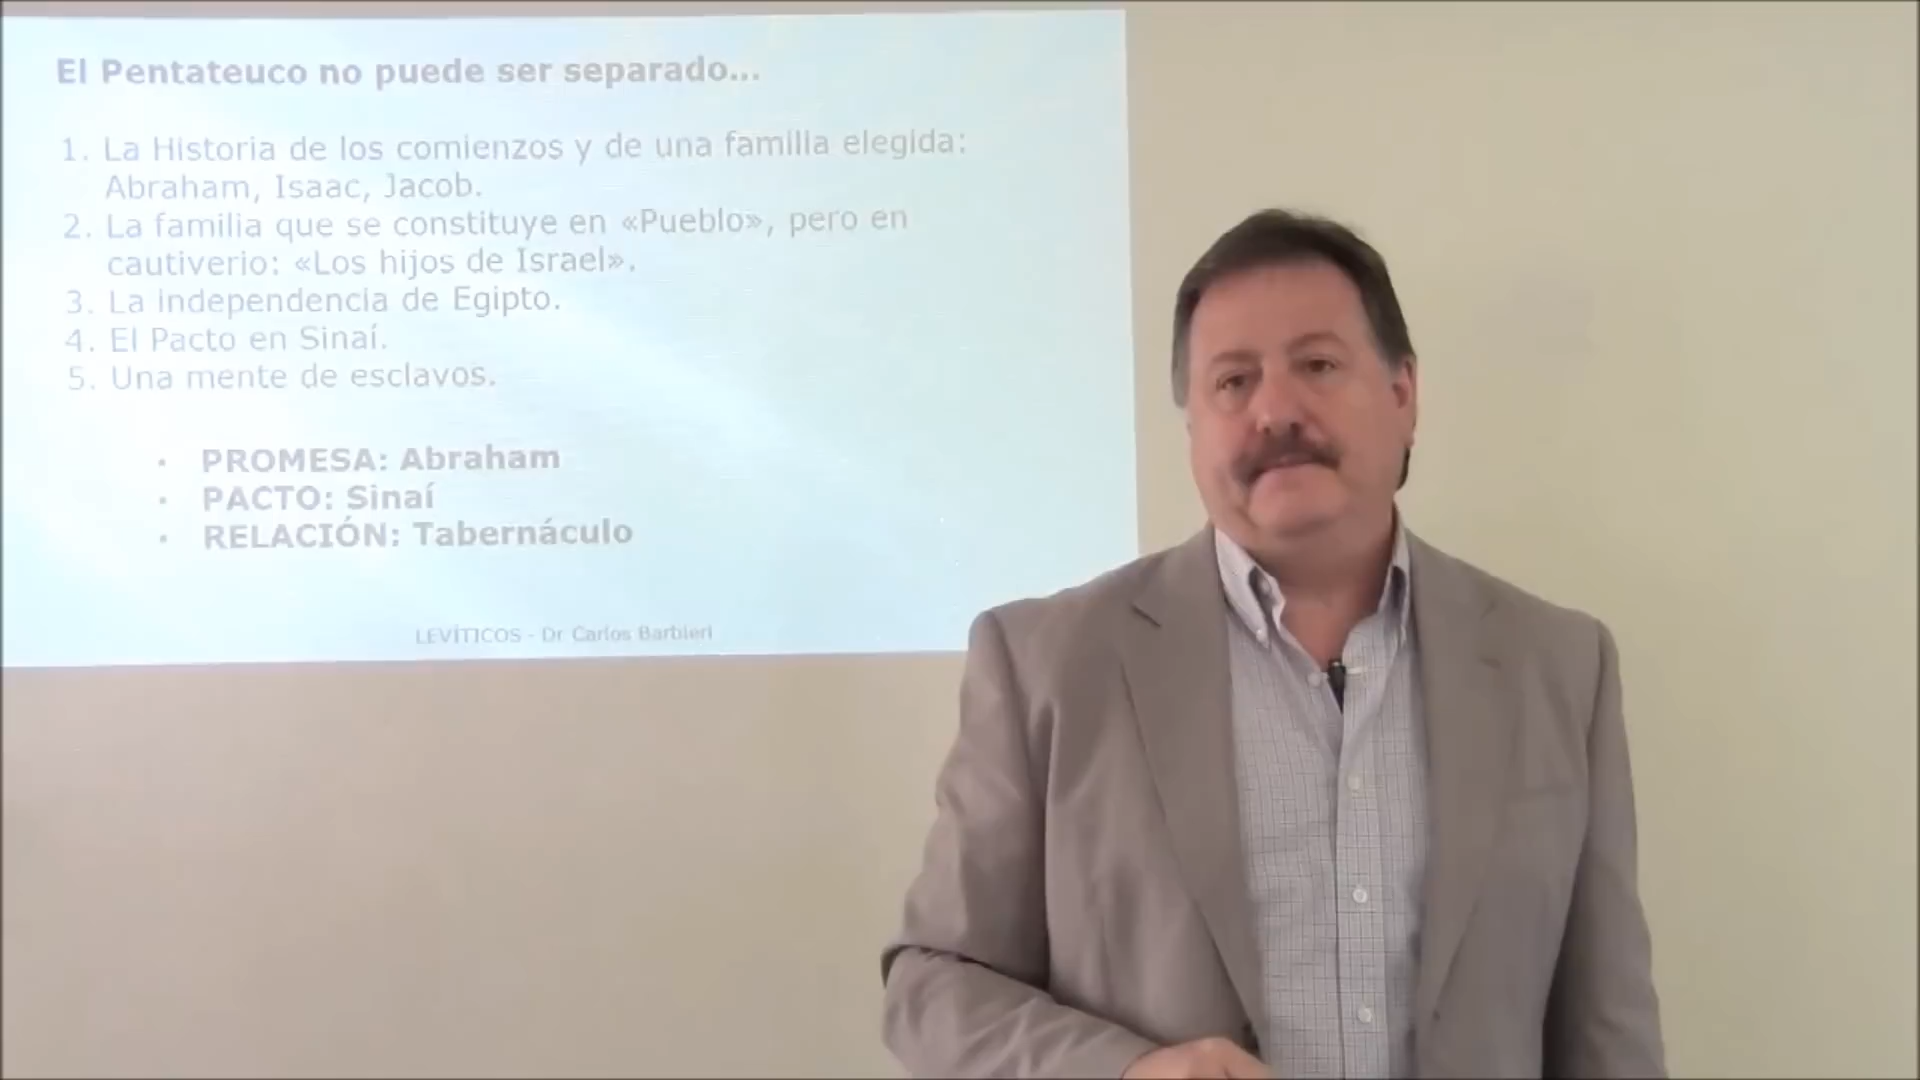 El Pentateuco no puede ser separado...
1. La Historia de los comienzos y de una familia elegida:
Abraham, Isaac, Jacob.
2. La familia que se constituye en «Pueblo», pero en
cautiverio: «Los hijos de Israel».
3. La independencia de Egipto.
4. El Pacto en Sinaí.
5. Una mente de esclavos.
• PROMESA: Abraham
• PACTO: Sinaí
• RELACIÓN: Tabernáculo
LEVÍTICOS - Dr Carlos Barbieri